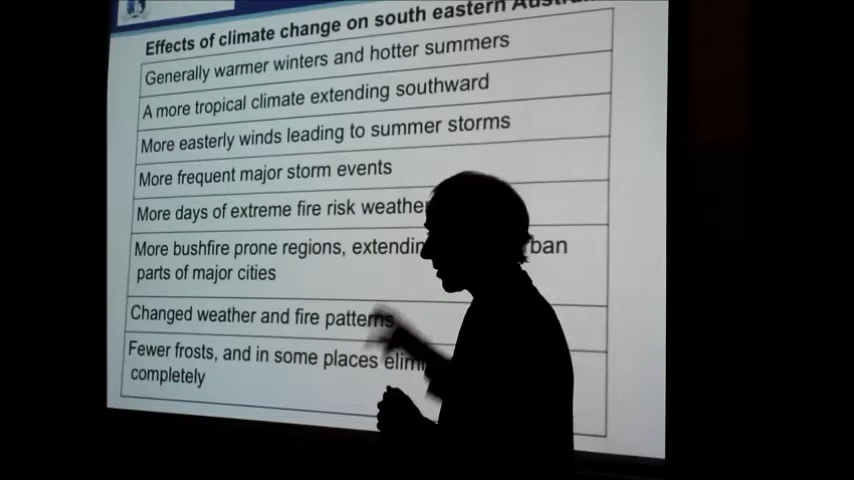 Effects of climate change on south eastern
Generally warmer winters and hotter summers
A more tropical climate extending southward
More easterly winds leading to summer storms
More frequent major storm events
More days of extreme fire risk
More bushfire prone regions,
parts of major cities
Changed weather and fire patterns
Fewer frosts, and in some places
completely